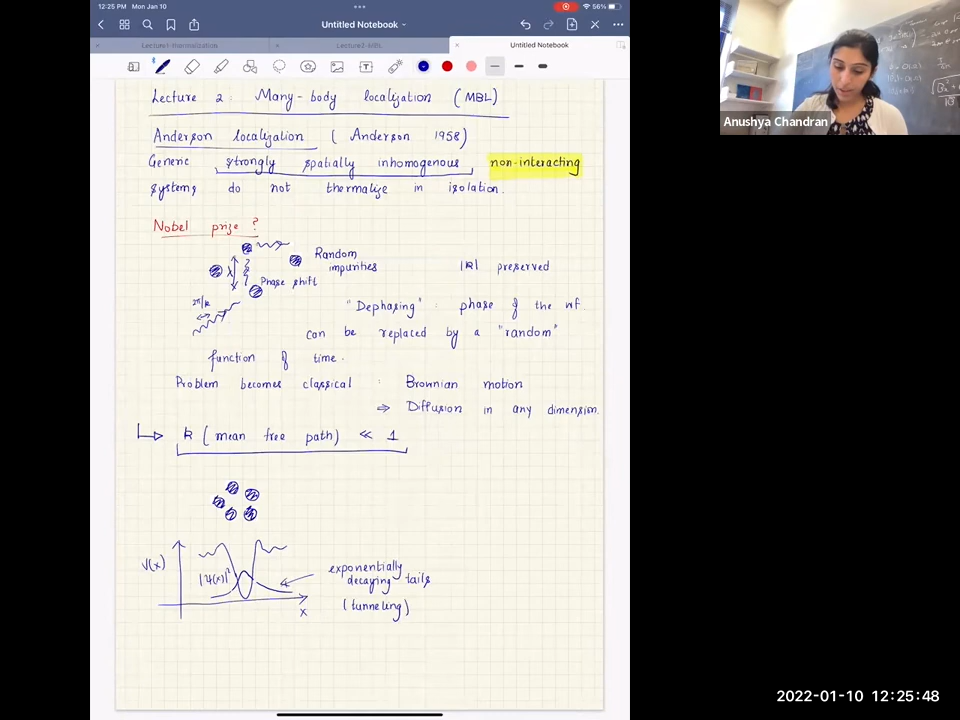 12:25 PM Mon Jan 10
56%
Untitled Notebook
Lecture1-thermalization
Lecture2-MBL
Untitled Notebook
Lecture 2: Many-body localization (MBL)
Anderson localization (Anderson 1958)
Generic strongly spatially inhomogenous non-interacting
systems do not thermalize in isolation.
Nobel prize?
Random
impurities
|k| preserved
λ
Phase shift
2π/k
"Dephasing": phase of the wf.
can be replaced by a "random"
function of time.
Problem becomes classical : Brownian motion
⇒ Diffusion in any dimension.
k (mean free path) ≪ 1
V(x)
|Ψ(x)|²
x
exponentially
decaying tails
(tunneling)
Anushya Chandran
2022-01-10 12:25:48